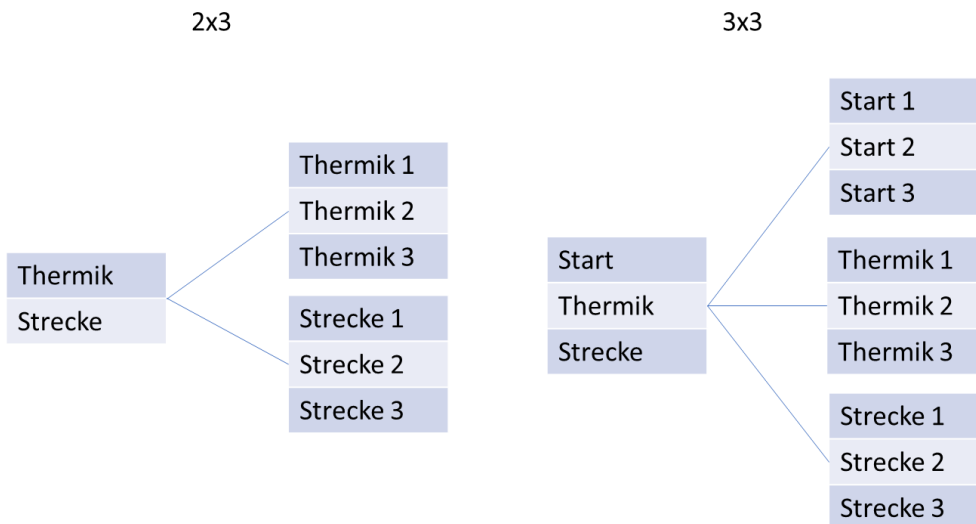 2x3
Thermik
Strecke
Thermik 1
Thermik 2
Thermik 3
Strecke 1
Strecke 2
Strecke 3
3x3
Start
Thermik
Strecke
Start 1
Start 2
Start 3
Thermik 1
Thermik 2
Thermik 3
Strecke 1
Strecke 2
Strecke 3